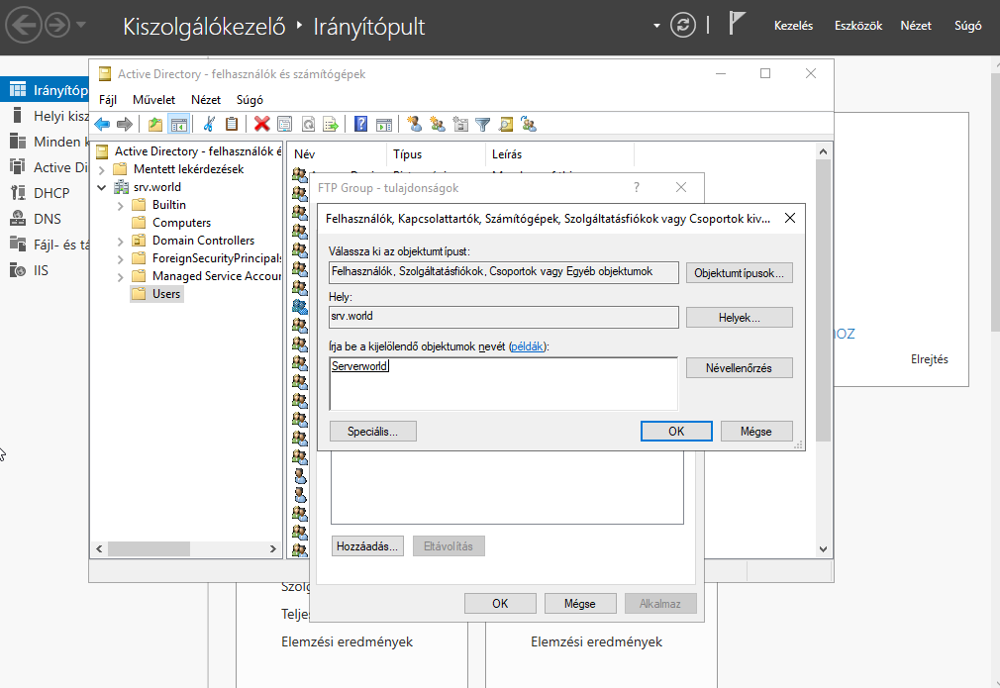 Kiszolgálókezelő ‣ Irányítópult
Kezelés Eszközök Nézet Súgó
Irányítóp
Helyi kisz
Minden k
Active Di
DHCP
DNS
Fájl- és tá
IIS
Active Directory - felhasználók és számítógépek
Fájl Művelet Nézet Súgó
Active Directory - felhasználók é
Mentett lekérdezések
srv.world
Builtin
Computers
Domain Controllers
ForeignSecurityPrincipals
Managed Service Accour
Users
Név Típus Leírás
FTP Group - tulajdonságok
Felhasználók, Kapcsolattartók, Számítógépek, Szolgáltatásfiókok vagy Csoportok kiv...
Válassza ki az objektumtípust:
Felhasználók, Szolgáltatásfiókok, Csoportok vagy Egyéb objektumok
Objektumtípusok...
Hely:
srv.world
Helyek...
Írja be a kijelölendő objektumok nevét (példák):
Serverworld
Névellenőrzés
Speciális...
OK
Mégse
Hozzáadás...
Eltávolítás
OK
Mégse
Alkalmaz
HOZ
Elrejtés
Szolg
Teljes
Elemzési eredmények
Elemzési eredmények